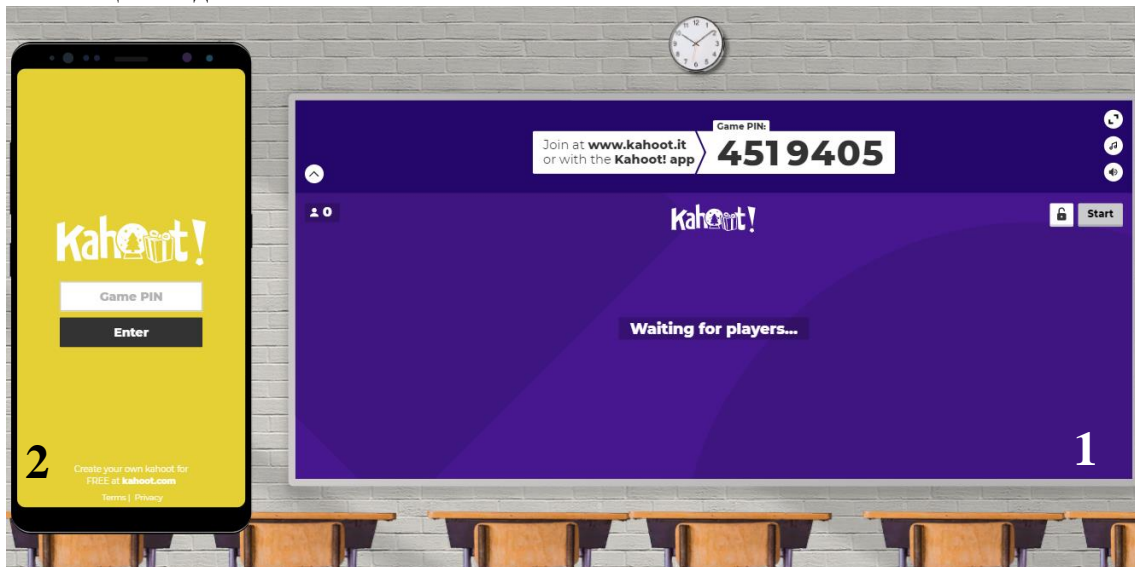 Kahoot!
Game PIN
Enter
2
Create your own kahoot for
FREE at kahoot.com
Terms | Privacy
12
Join at www.kahoot.it
or with the Kahoot! app
Game PIN:
4519405
0
Kahoot!
Start
Waiting for players...
1